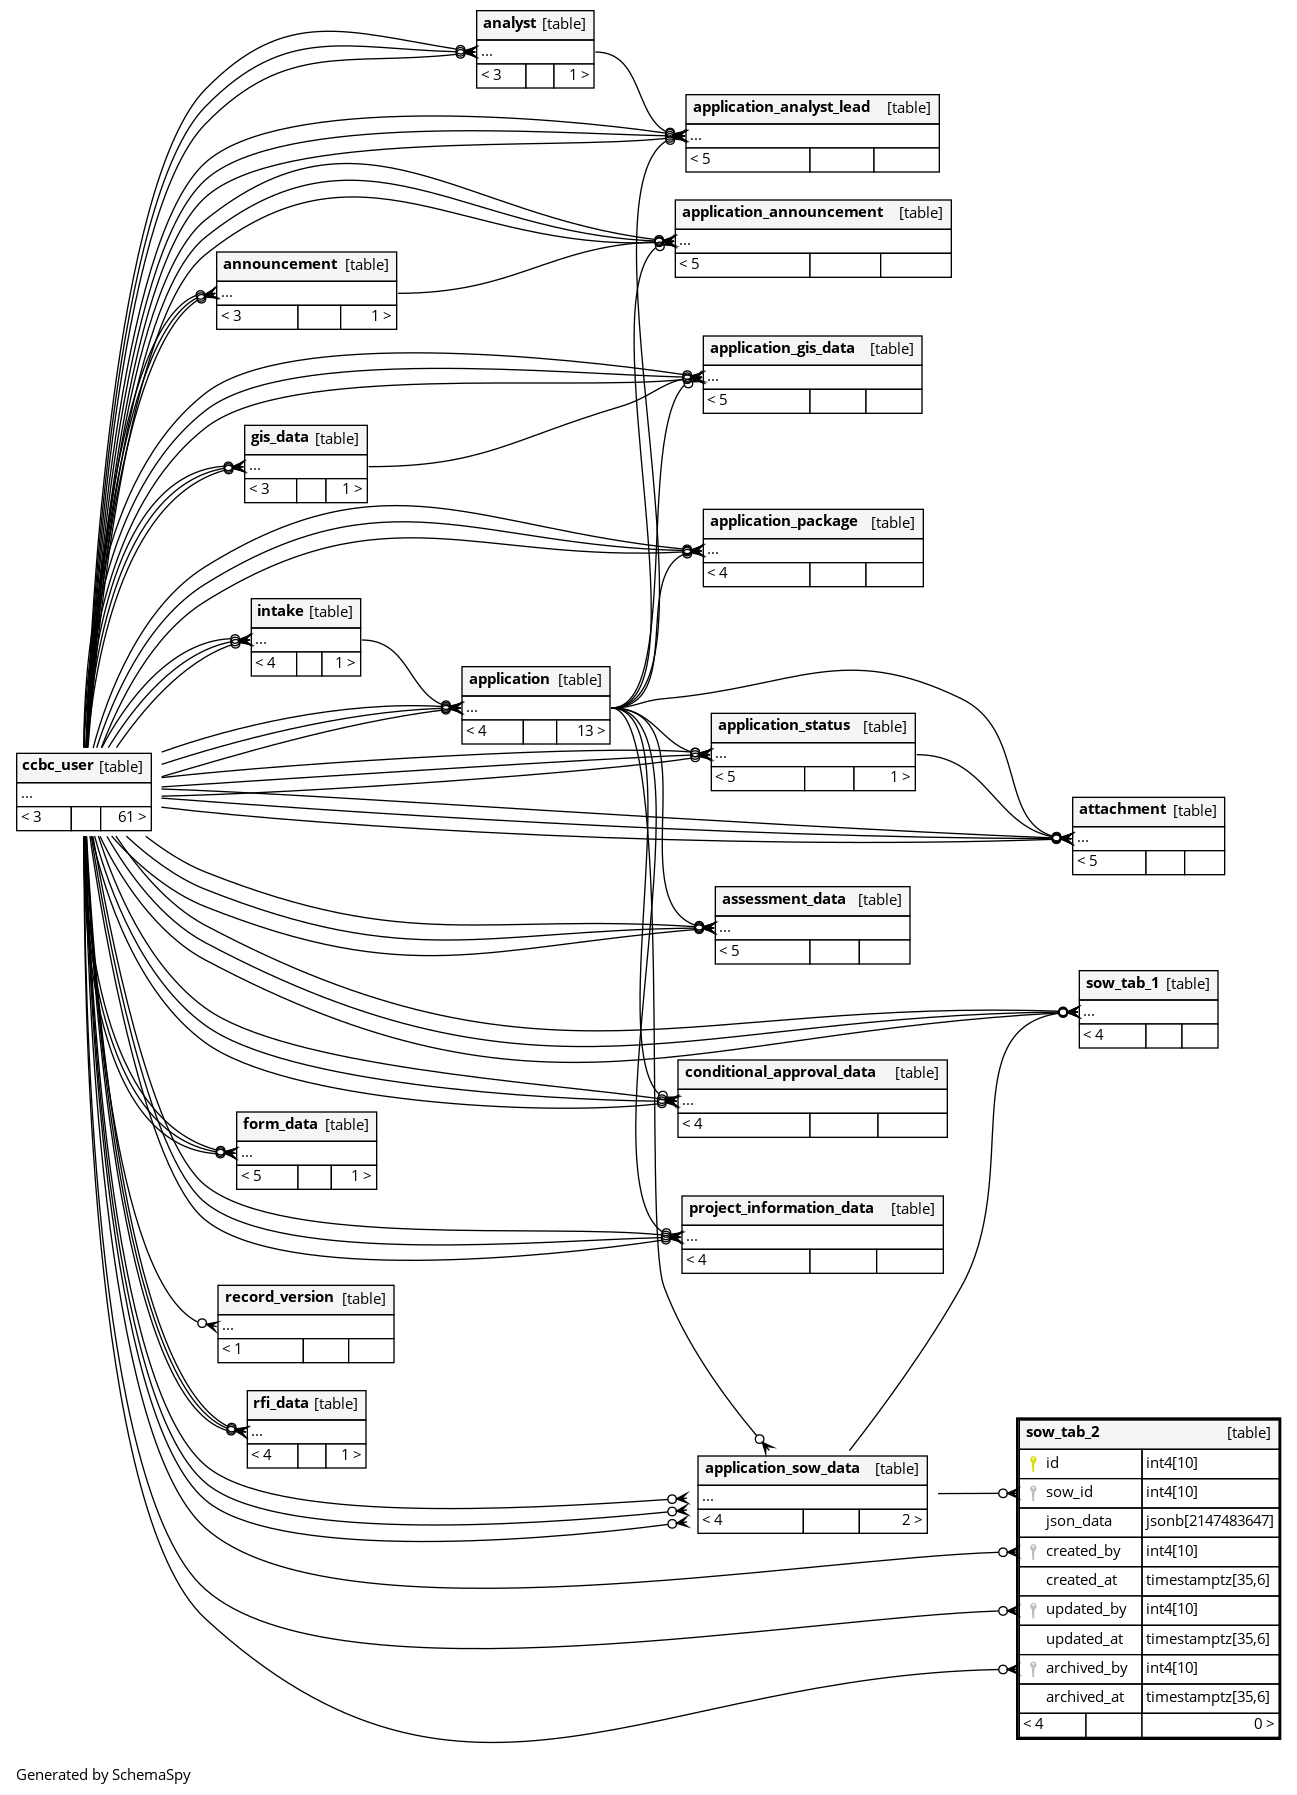 analyst [table]
...
< 3 1 >
application_analyst_lead [table]
...
< 5
application_announcement [table]
...
< 5
announcement [table]
...
< 3 1 >
application_gis_data [table]
...
< 5
gis_data [table]
...
< 3 1 >
application_package [table]
...
< 4
intake [table]
...
< 4 1 >
application [table]
...
< 4 13 >
application_status [table]
...
< 5 1 >
ccbc_user [table]
...
< 3 61 >
attachment [table]
...
< 5
assessment_data [table]
...
< 5
sow_tab_1 [table]
...
< 4
conditional_approval_data [table]
...
< 4
form_data [table]
...
< 5 1 >
project_information_data [table]
...
< 4
record_version [table]
...
< 1
rfi_data [table]
...
< 4 1 >
application_sow_data [table]
...
< 4 2 >
sow_tab_2 [table]
id int4[10]
sow_id int4[10]
json_data jsonb[2147483647]
created_by int4[10]
created_at timestamptz[35,6]
updated_by int4[10]
updated_at timestamptz[35,6]
archived_by int4[10]
archived_at timestamptz[35,6]
< 4 0 >
Generated by SchemaSpy